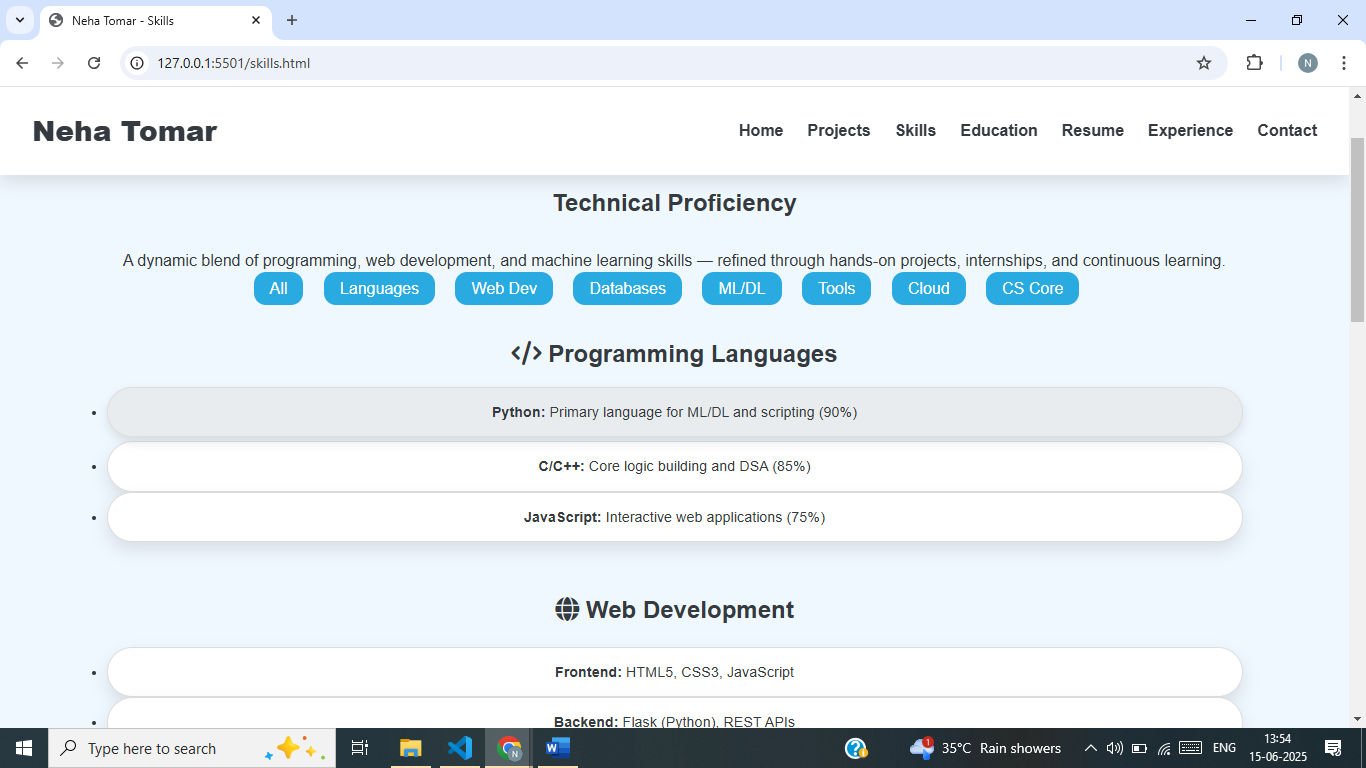 Neha Tomar - Skills
127.0.0.1:5501/skills.html
N
Neha Tomar
Home Projects Skills Education Resume Experience Contact
Technical Proficiency
A dynamic blend of programming, web development, and machine learning skills — refined through hands-on projects, internships, and continuous learning.
All Languages Web Dev Databases ML/DL Tools Cloud CS Core
</> Programming Languages
Python: Primary language for ML/DL and scripting (90%)
C/C++: Core logic building and DSA (85%)
JavaScript: Interactive web applications (75%)
Web Development
Frontend: HTML5, CSS3, JavaScript
Backend: Flask (Python), REST APIs
Type here to search
N
W
?
1
35°C Rain showers
ENG
13:54
15-06-2025